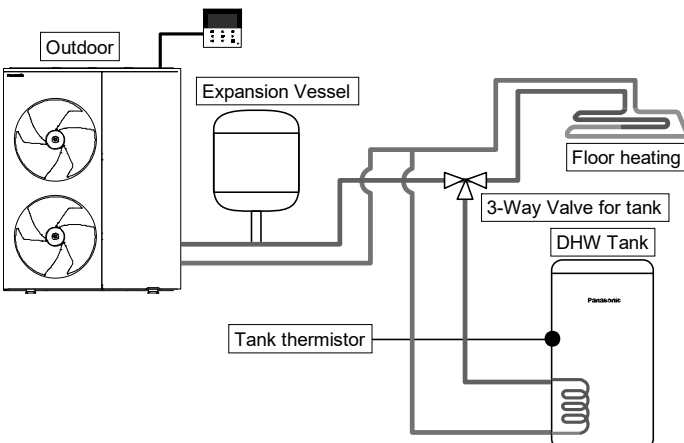 Outdoor
Expansion Vessel
Floor heating
3-Way Valve for tank
DHW Tank
Panasonic
Tank thermistor